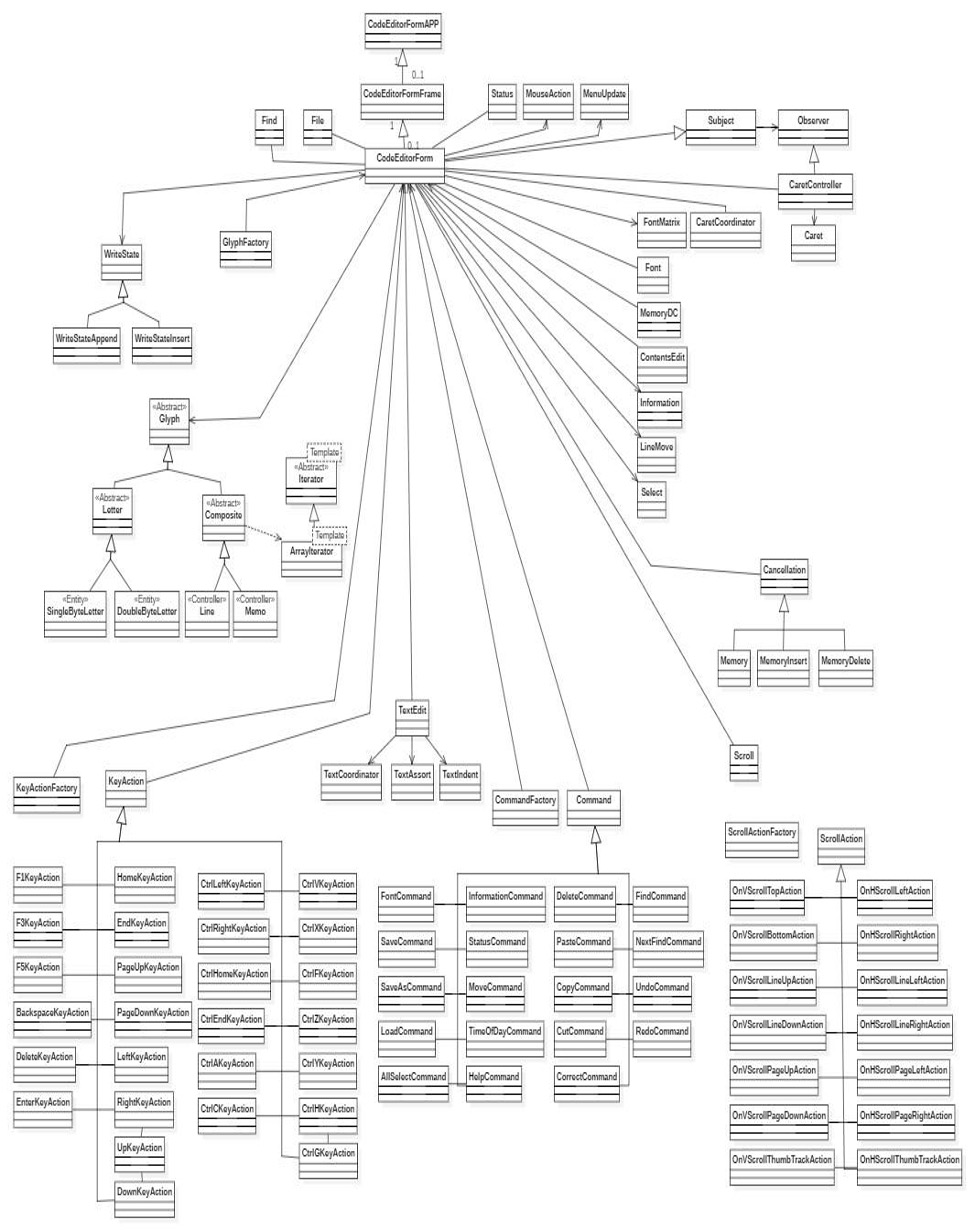 CodeEditorFormAPP
1
0..1
CodeEditorFormFrame
Status
MouseAction
MenuUpdate
Find
File
1
0..1
Subject
Observer
CodeEditorForm
CaretController
FontMatrix
CaretCoordinator
Caret
GlyphFactory
WriteState
Font
MemoryDC
WriteStateAppend
WriteStateInsert
ContentsEdit
Information
«Abstract»
Glyph
LineMove
Template
«Abstract»
Iterator
Select
«Abstract»
Letter
«Abstract»
Composite
Template
ArrayIterator
Cancellation
«Entity»
SingleByteLetter
«Entity»
DoubleByteLetter
«Controller»
Line
«Controller»
Memo
Memory
MemoryInsert
MemoryDelete
TextEdit
Scroll
TextCoordinator
TextAssort
TextIndent
KeyActionFactory
KeyAction
CommandFactory
Command
ScrollActionFactory
ScrollAction
F1KeyAction
HomeKeyAction
F3KeyAction
EndKeyAction
F5KeyAction
PageUpKeyAction
BackspaceKeyAction
PageDownKeyAction
DeleteKeyAction
LeftKeyAction
EnterKeyAction
RightKeyAction
UpKeyAction
DownKeyAction
CtrlLeftKeyAction
CtrlVKeyAction
CtrlRightKeyAction
CtrlXKeyAction
CtrlHomeKeyAction
CtrlFKeyAction
CtrlEndKeyAction
CtrlZKeyAction
CtrlAKeyAction
CtrlYKeyAction
CtrlCKeyAction
CtrlHKeyAction
CtrlGKeyAction
FontCommand
InformationCommand
DeleteCommand
FindCommand
SaveCommand
StatusCommand
PasteCommand
NextFindCommand
SaveAsCommand
MoveCommand
CopyCommand
UndoCommand
LoadCommand
TimeOfDayCommand
CutCommand
RedoCommand
AllSelectCommand
HelpCommand
CorrectCommand
OnVScrollTopAction
OnHScrollLeftAction
OnVScrollBottomAction
OnHScrollRightAction
OnVScrollLineUpAction
OnHScrollLineLeftAction
OnVScrollLineDownAction
OnHScrollLineRightAction
OnVScrollPageUpAction
OnHScrollPageLeftAction
OnVScrollPageDownAction
OnHScrollPageRightAction
OnVScrollThumbTrackAction
OnHScrollThumbTrackAction